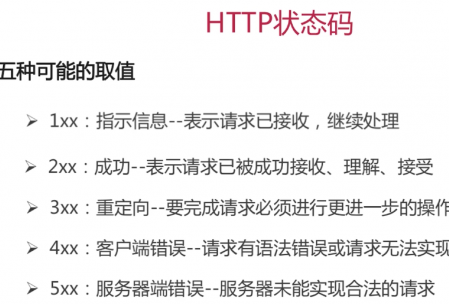 HTTP状态码
五种可能的取值
➢ 1xx：指示信息--表示请求已接收，继续处理
➢ 2xx：成功--表示请求已被成功接收、理解、接受
➢ 3xx：重定向--要完成请求必须进行更进一步的操作
➢ 4xx：客户端错误--请求有语法错误或请求无法实现
➢ 5xx：服务器端错误--服务器未能实现合法的请求